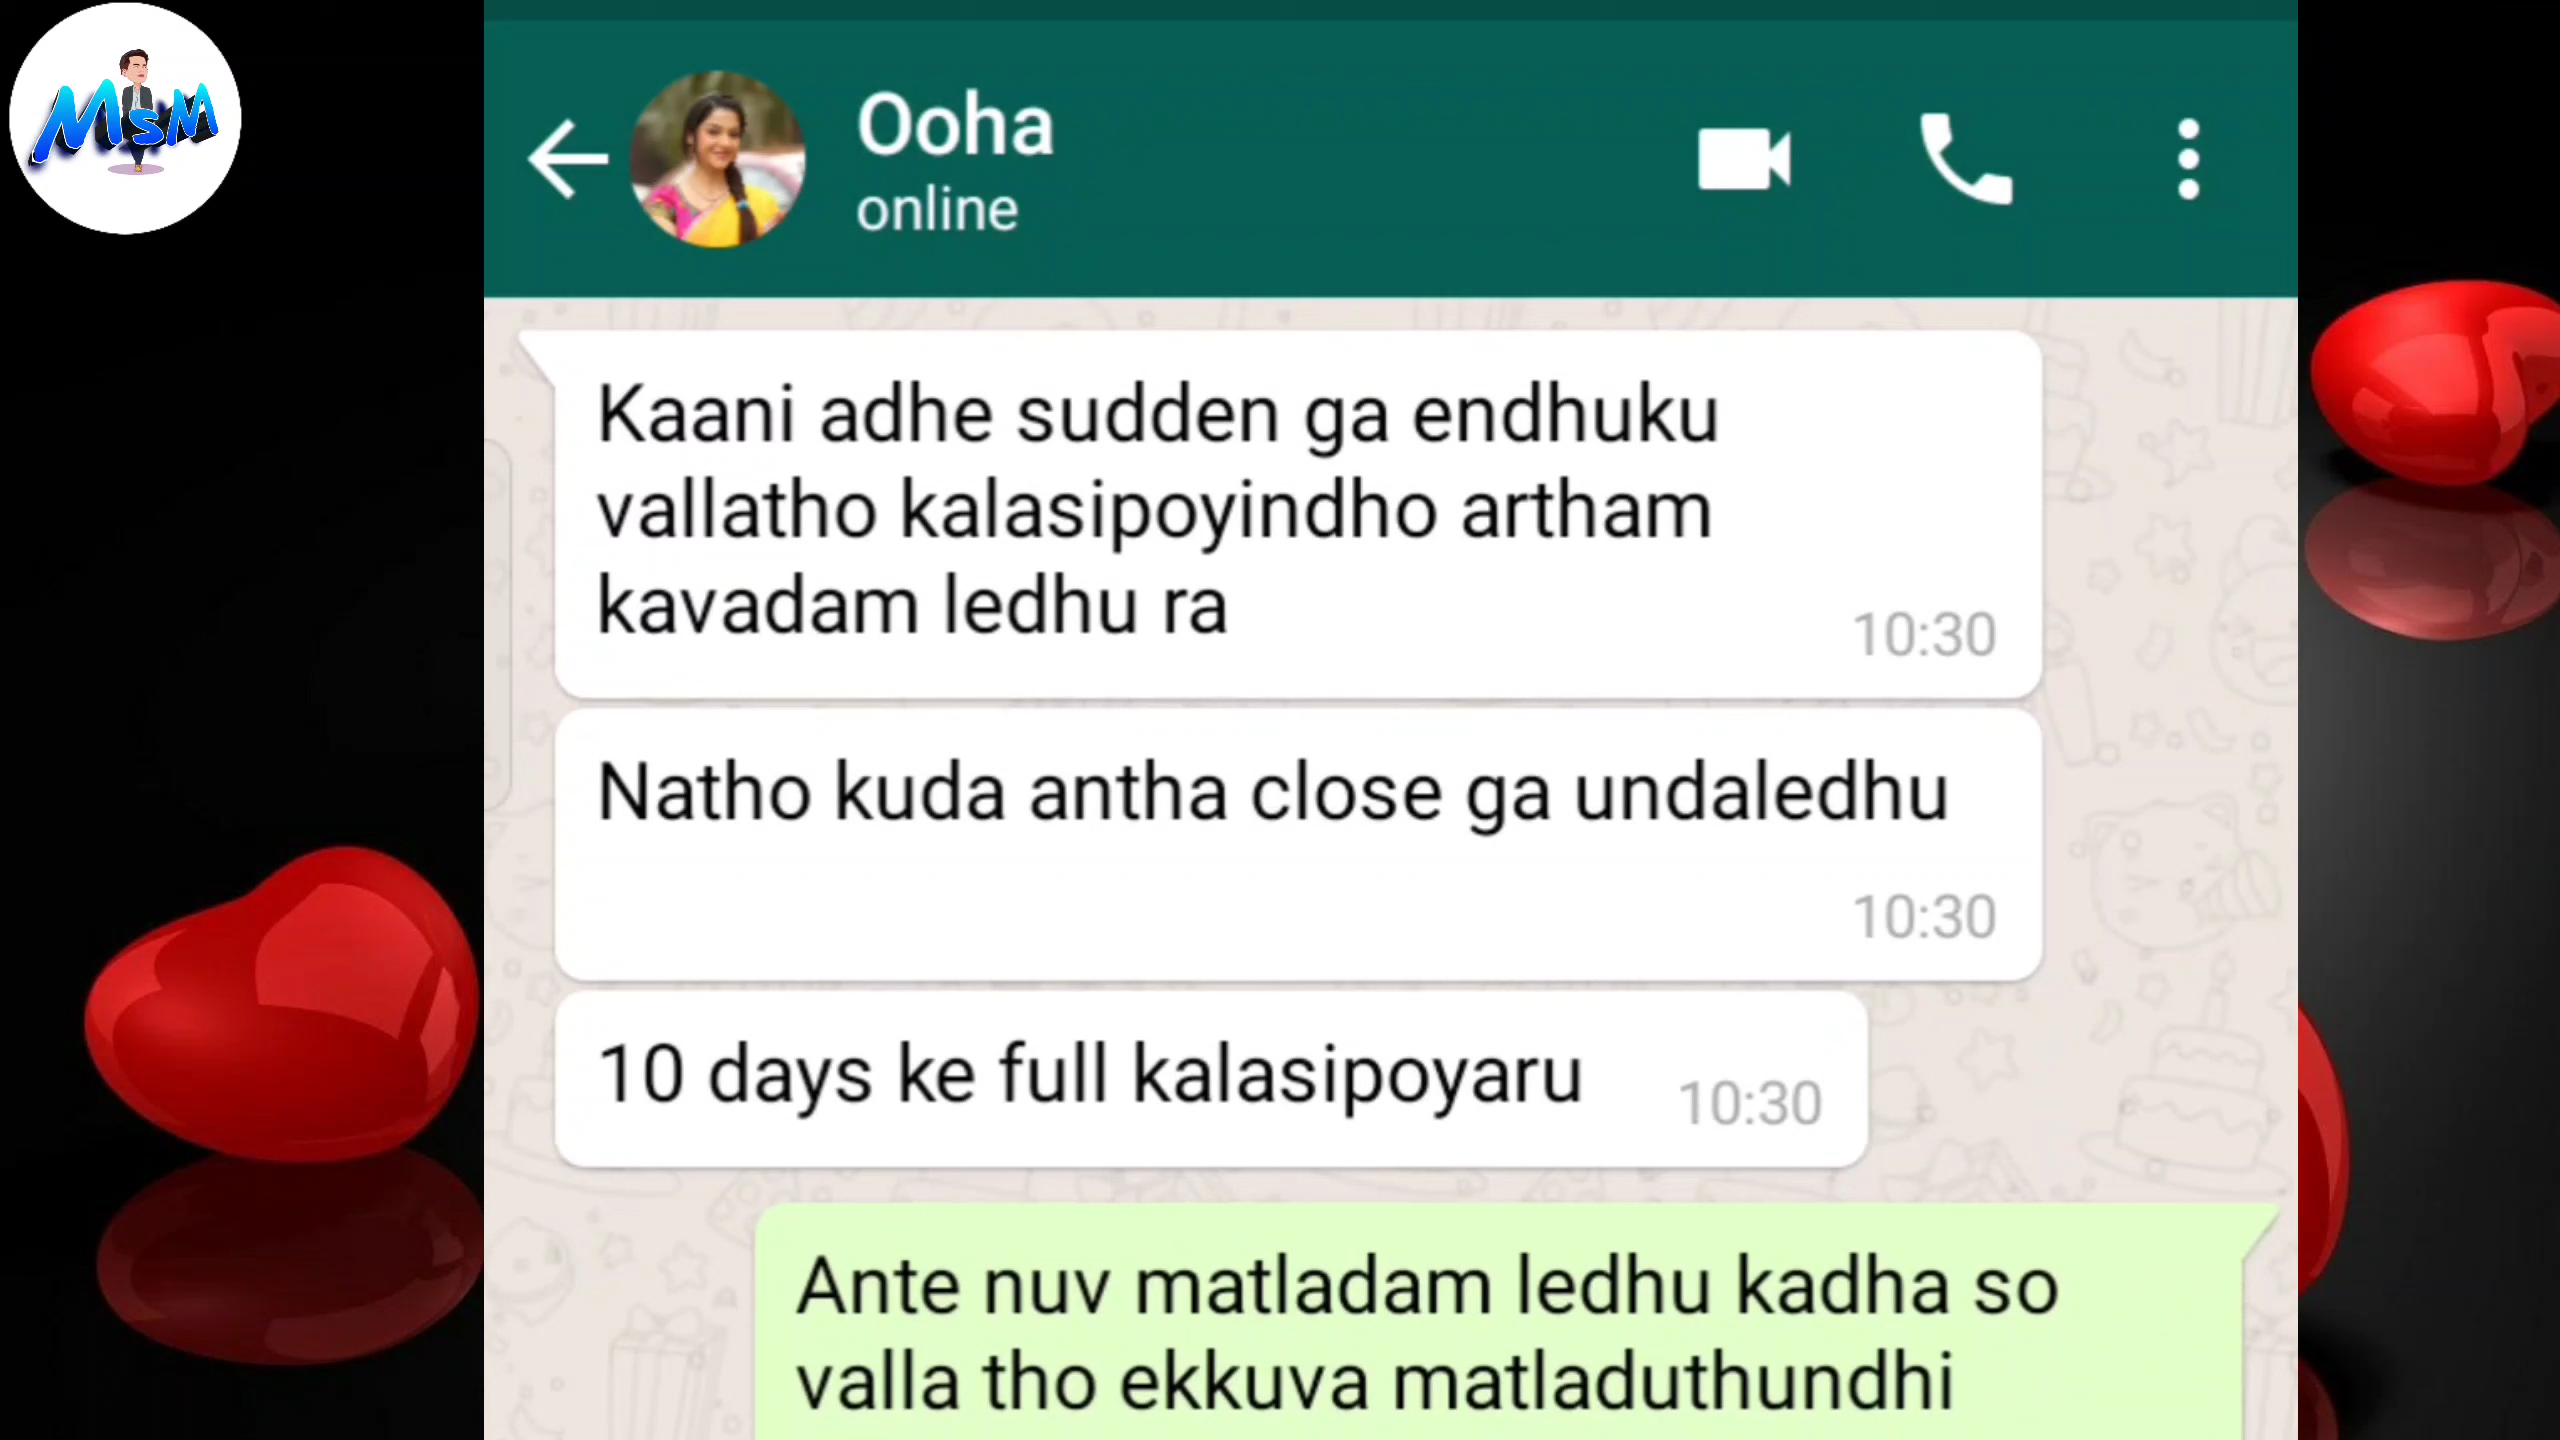 MsM
Ooha
online
Kaani adhe sudden ga endhuku
vallatho kalasipoyindho artham
kavadam ledhu ra
10:30
Natho kuda antha close ga undaledhu
10:30
10 days ke full kalasipoyaru
10:30
Ante nuv matladam ledhu kadha so
valla tho ekkuva matladuthundhi